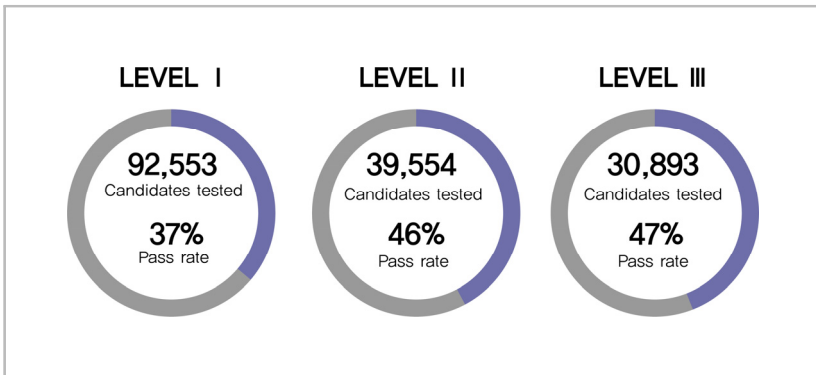 LEVEL I
92,553
Candidates tested
37%
Pass rate
LEVEL II
39,554
Candidates tested
46%
Pass rate
LEVEL III
30,893
Candidates tested
47%
Pass rate